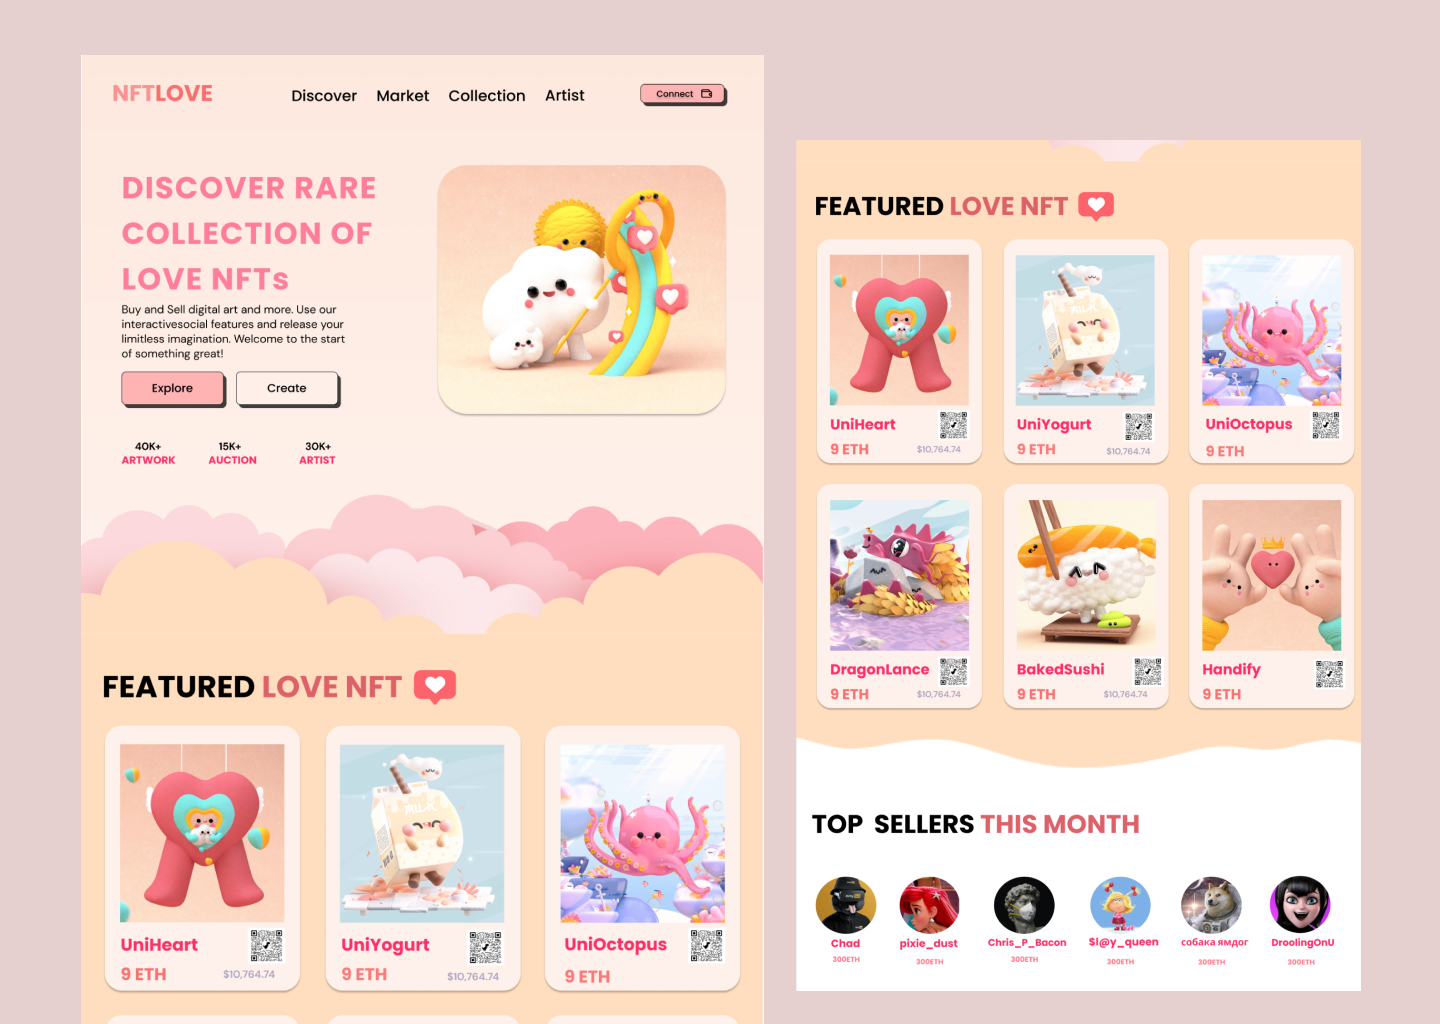 NFTLOVE
Discover
Market
Collection
Artist
Connect
DISCOVER RARE
COLLECTION OF
LOVE NFTs
Buy and Sell digital art and more. Use our
interactivesocial features and release your
limitless imagination. Welcome to the start
of something great!
Explore
Create
40K+
ARTWORK
15K+
AUCTION
30K+
ARTIST
FEATURED LOVE NFT
MILK
UniHeart
9 ETH
$10,764.74
UniYogurt
9 ETH
$10,764.74
UniOctopus
9 ETH
FEATURED LOVE NFT
MILK
UniHeart
9 ETH
$10,764.74
UniYogurt
9 ETH
$10,764.74
UniOctopus
9 ETH
DragonLance
9 ETH
$10,764.74
BakedSushi
9 ETH
$10,764.74
Handify
9 ETH
TOP SELLERS THIS MONTH
Chad
300ETH
pixie_dust
300ETH
Chris_P_Bacon
300ETH
$l@y_queen
300ETH
собака ямдог
300ETH
DroolingOnU
300ETH